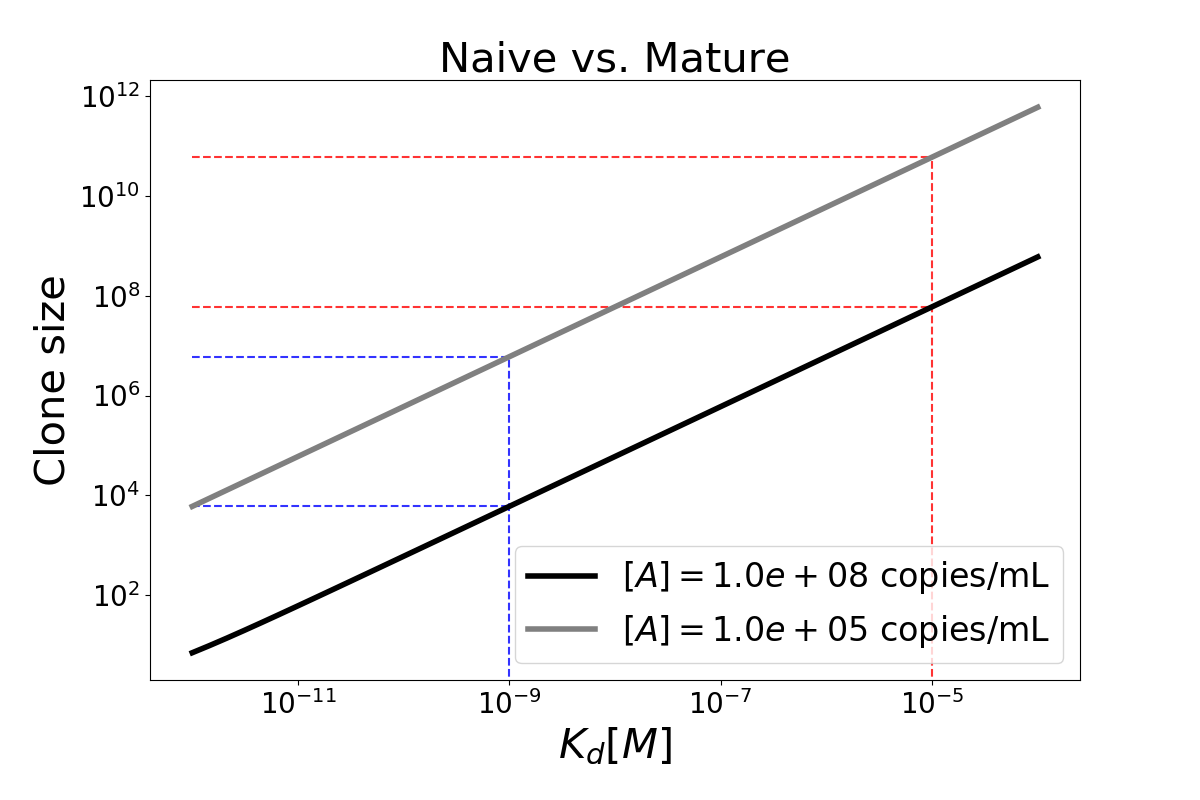 Naive vs. Mature
Clone size
10^12
10^10
10^8
10^6
10^4
10^2
[A] = 1.0e + 08 copies/mL
[A] = 1.0e + 05 copies/mL
10^−11
10^−9
10^−7
10^−5
K_d[M]